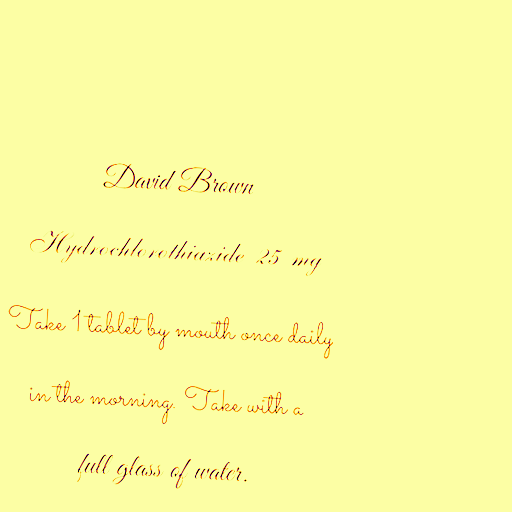 David Brown
Hydrochlorothiazide 25 mg
Take 1 tablet by mouth once daily
in the morning. Take with a
full glass of water.